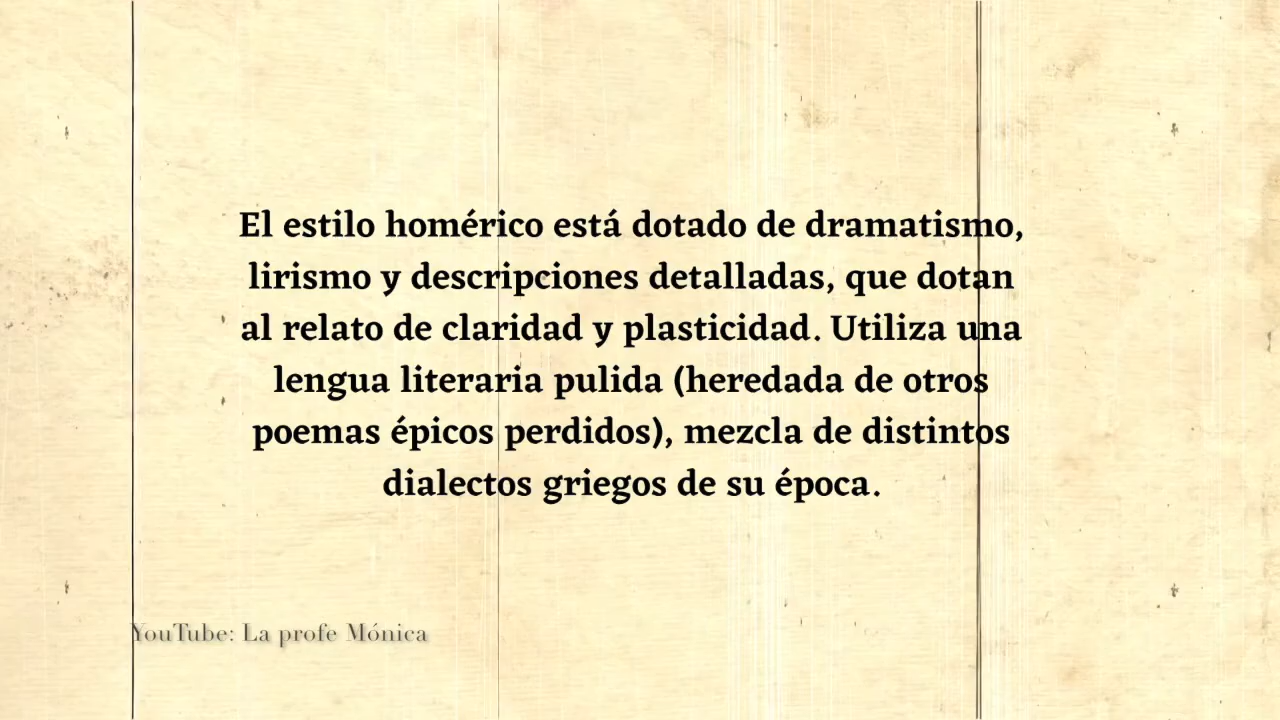 El estilo homérico está dotado de dramatismo,
lirismo y descripciones detalladas, que dotan
al relato de claridad y plasticidad. Utiliza una
lengua literaria pulida (heredada de otros
poemas épicos perdidos), mezcla de distintos
dialectos griegos de su época.
YouTube: La profe Mónica